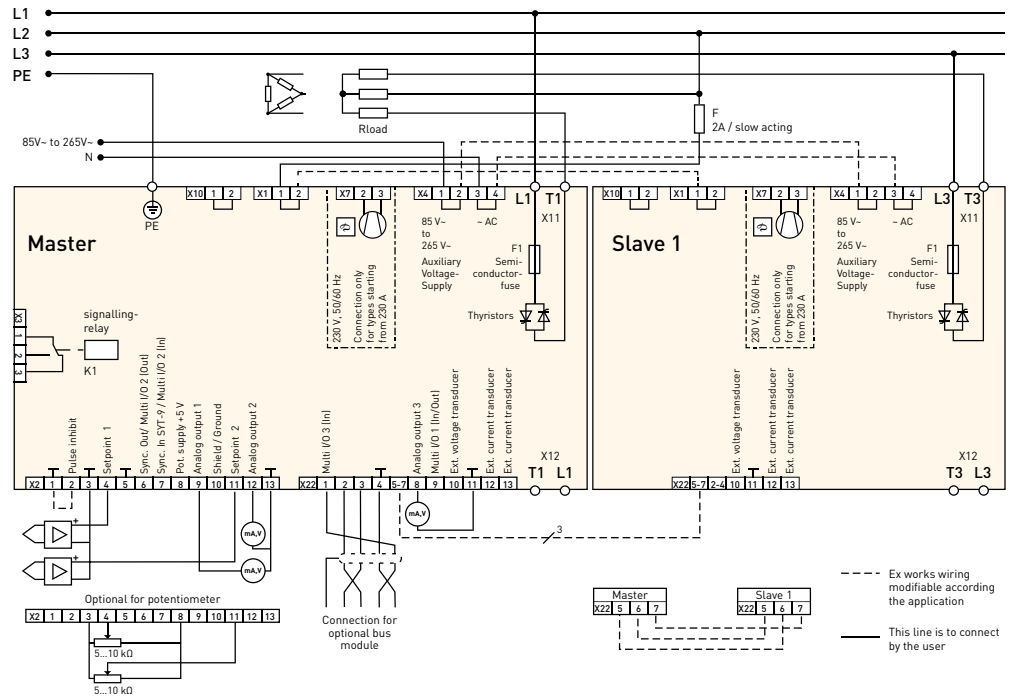 L1
L2
L3
PE
Rload
F
2A / slow acting
85V~ to 265V~
N
X10 1 2
X1 1 2
X7 2 3
X4 1 2 3 4
L1 T1
X10 1 2
X1 1 2
X7 2 3
X4 1 2 3 4
L3 T3
PE
Master
230 V, 50/60 Hz
Connection only
for types starting
from 230 A
85 V~
to
265 V~
Auxiliary
Voltage-
Supply
~ AC
X11
F1
Semi-
conductor-
fuse
Thyristors
Slave 1
230 V, 50/60 Hz
Connection only
for types starting
from 230 A
85 V~
to
265 V~
Auxiliary
Voltage-
Supply
~ AC
X11
F1
Semi-
conductor-
fuse
Thyristors
X3
1
2
3
signalling-
relay
K1
Pulse inhibit
Setpoint 1
Sync. Out/ Multi I/O 2 (Out)
Sync. In SYT-9 / Multi I/O 2 (In)
Pot. supply +5 V
Analog output 1
Shield / Ground
Setpoint 2
Analog output 2
Multi I/O 3 (In)
Analog output 3
Multi I/O 1 (In/Out)
Ext. voltage transducer
Ext. current transducer
Ext. current transducer
X12
T1 L1
Ext. voltage transducer
Ext. current transducer
Ext. current transducer
X12
T3 L3
X2 1 2 3 4 5 6 7 8 9 10 11 12 13
X22 1 2 3 4 5-7 8 9 10 11 12 13
X22 5-7 2-4 10 11 12 13
+
+
mA,V
mA,V
mA,V
3
Optional for potentiometer
X2 1 2 3 4 5 6 7 8 9 10 11 12 13
5...10 kΩ
5...10 kΩ
Connection for
optional bus
module
Master
X22 5 6 7
Slave 1
X22 5 6 7
Ex works wiring
modifiable according
the application
This line is to connect
by the user